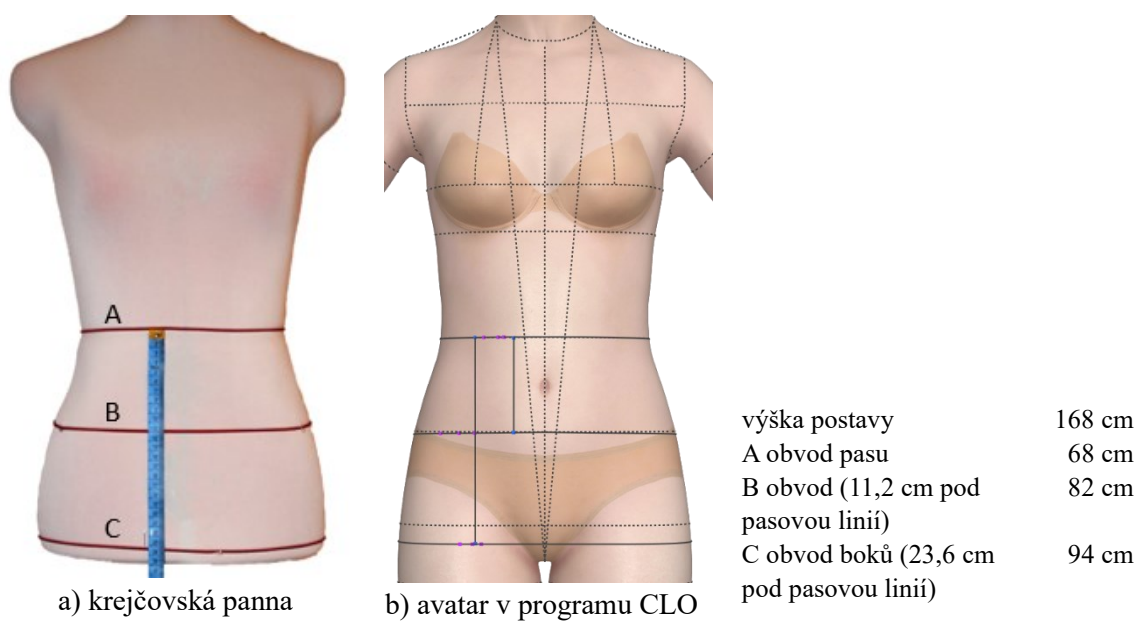 A
B
C
výška postavy 168 cm
A obvod pasu 68 cm
B obvod (11,2 cm pod 82 cm
pasovou linií)
C obvod boků (23,6 cm 94 cm
pod pasovou linií)
a) krejčovská panna
b) avatar v programu CLO